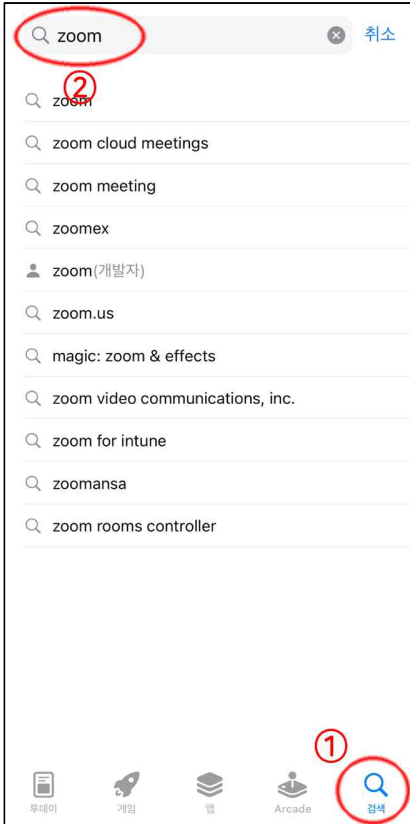 zoom
취소
②
zoom
zoom cloud meetings
zoom meeting
zoomex
zoom(개발자)
zoom.us
magic: zoom & effects
zoom video communications, inc.
zoom for intune
zoomansa
zoom rooms controller
①
투데이
게임
앱
Arcade
검색